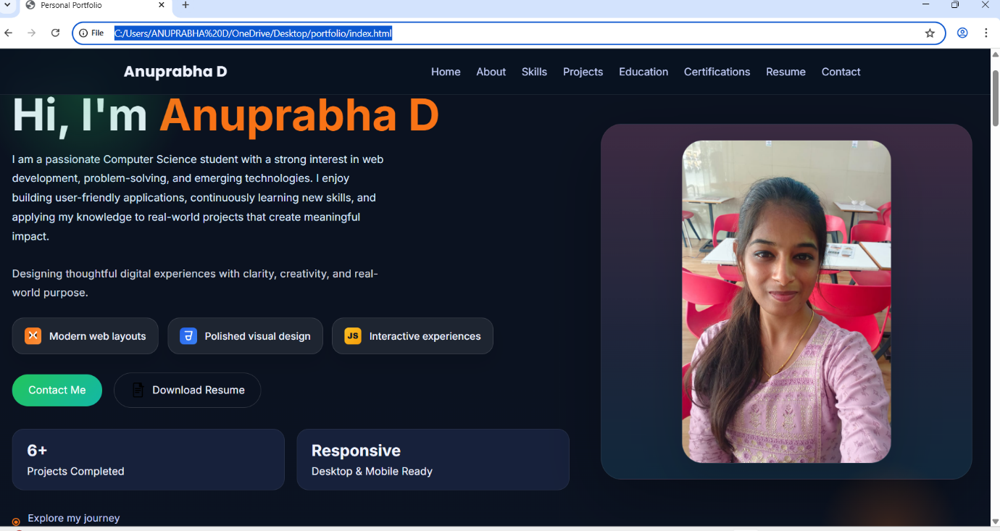 Personal Portfolio
File
C:/Users/ANUPRABHA%20D/OneDrive/Desktop/portfolio/index.html
Anuprabha D
Home About Skills Projects Education Certifications Resume Contact
Hi, I'm Anuprabha D
I am a passionate Computer Science student with a strong interest in web
development, problem-solving, and emerging technologies. I enjoy
building user-friendly applications, continuously learning new skills, and
applying my knowledge to real-world projects that create meaningful
impact.
Designing thoughtful digital experiences with clarity, creativity, and real-
world purpose.
Modern web layouts
Polished visual design
JS Interactive experiences
Contact Me
Download Resume
6+
Projects Completed
Responsive
Desktop & Mobile Ready
Explore my journey